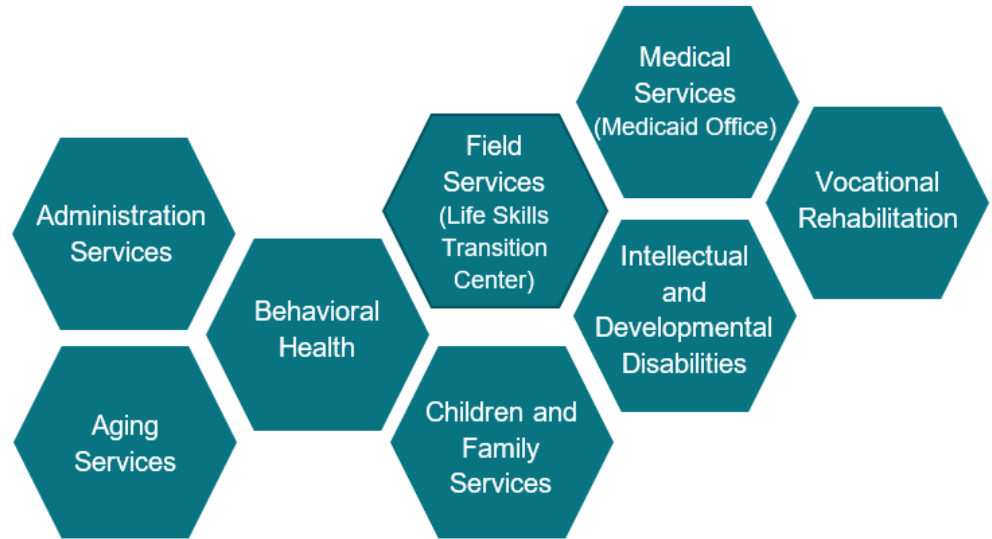 Administration
Services
Aging
Services
Behavioral
Health
Field
Services
(Life Skills
Transition
Center)
Children and
Family
Services
Medical
Services
(Medicaid Office)
Intellectual
and
Developmental
Disabilities
Vocational
Rehabilitation